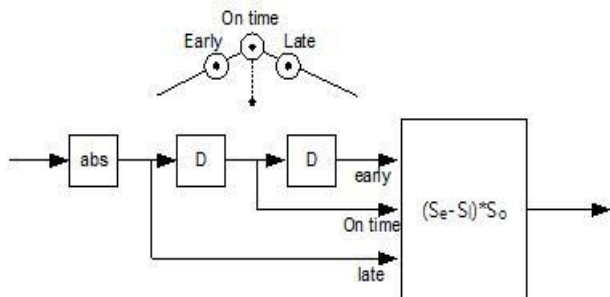 On time
Early Late
abs D D
early
On time
late
(Se-Sl)*So